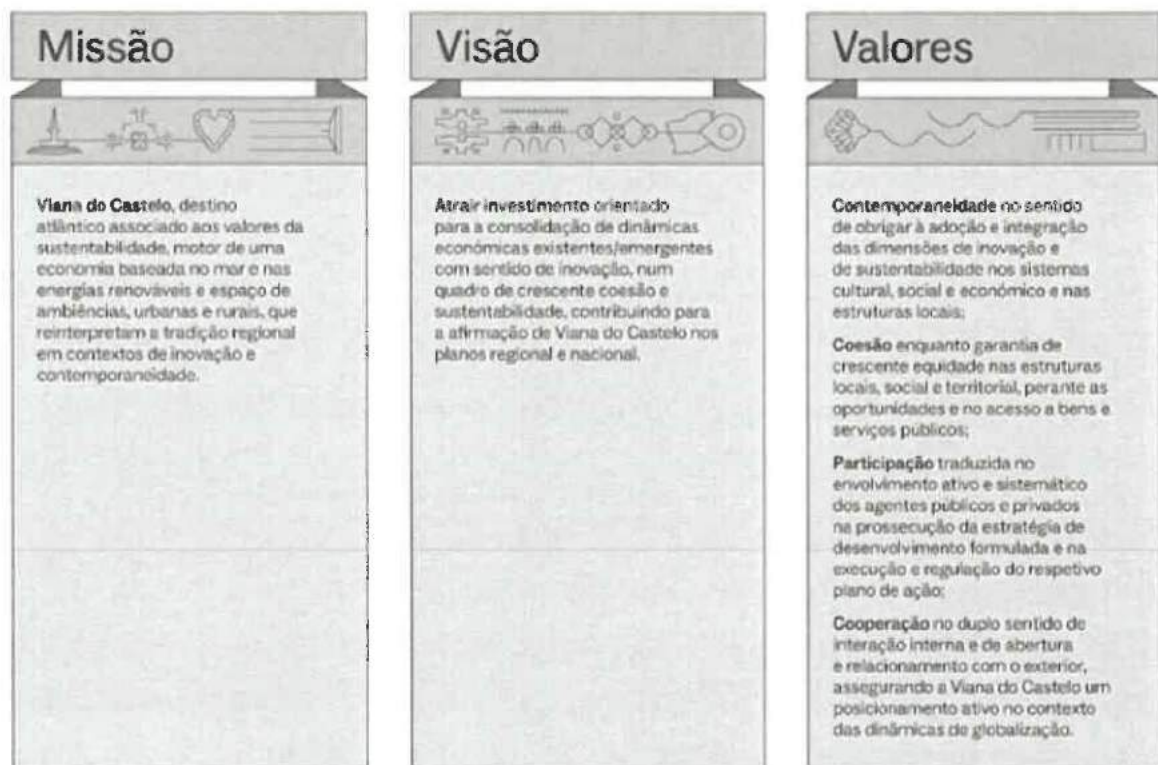 Missão
Viana do Castelo, destino
atlântico associado aos valores da
sustentabilidade, motor de uma
economia baseada no mar e nas
energias renováveis e espaço de
ambiências, urbanas e rurais, que
reinterpretam a tradição regional
em contextos de inovação e
contemporaneidade.
Visão
Atrair investimento orientado
para a consolidação de dinâmicas
económicas existentes/emergentes
com sentido de inovação, num
quadro de crescente coesão e
sustentabilidade, contribuindo para
a afirmação de Viana do Castelo nos
planos regional e nacional.
Valores
Contemporaneidade no sentido
de obrigar à adoção e integração
das dimensões de inovação e
de sustentabilidade nos sistemas
cultural, social e económico e nas
estruturas locais;
Coesão enquanto garantia de
crescente equidade nas estruturas
locais, social e territorial, perante as
oportunidades e no acesso a bens e
serviços públicos;
Participação traduzida no
envolvimento ativo e sistemático
dos agentes públicos e privados
na prossecução da estratégia de
desenvolvimento formulada e na
execução e regulação do respetivo
plano de ação;
Cooperação no duplo sentido de
interação interna e de abertura
e relacionamento com o exterior,
assegurando a Viana do Castelo um
posicionamento ativo no contexto
das dinâmicas de globalização.